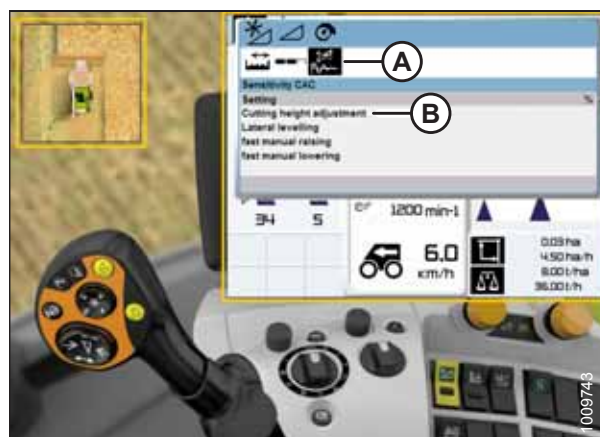 A
Sensitivity CAC
Setting %
Cutting height adjustment B
Lateral levelling
fast manual raising
fast manual lowering
34 5
1200 min-1
6.0
km/h
0.03 ha
4.50 ha/h
8.00 t/ha
36.00 t/h
1009743